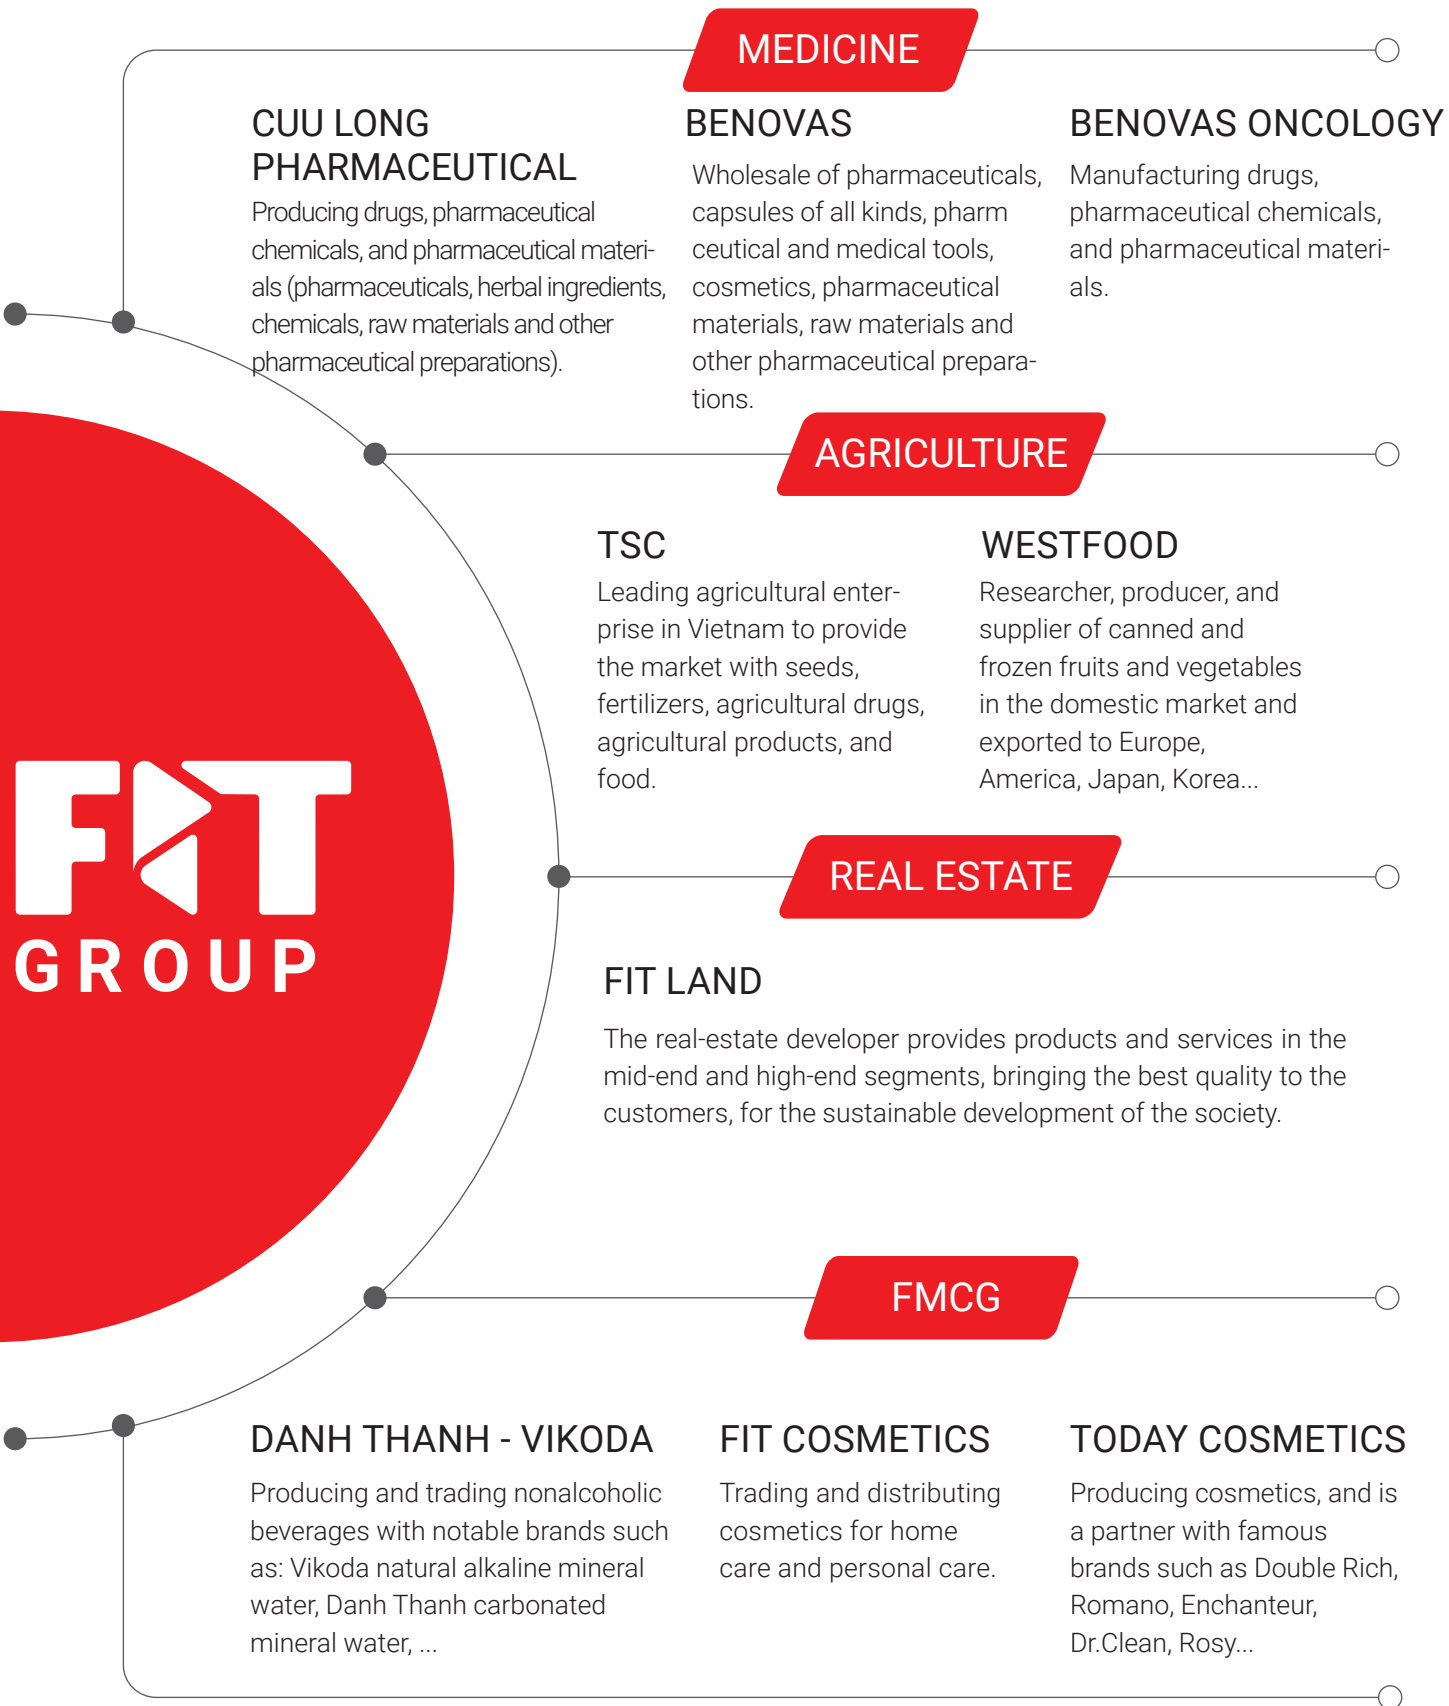 MEDICINE
CUU LONG
PHARMACEUTICAL
Producing drugs, pharmaceutical
chemicals, and pharmaceutical materi-
als (pharmaceuticals, herbal ingredients,
chemicals, raw materials and other
pharmaceutical preparations).
BENOVAS
Wholesale of pharmaceuticals,
capsules of all kinds, pharm
ceutical and medical tools,
cosmetics, pharmaceutical
materials, raw materials and
other pharmaceutical prepara-
tions.
BENOVAS ONCOLOGY
Manufacturing drugs,
pharmaceutical chemicals,
and pharmaceutical materi-
als.
AGRICULTURE
TSC
Leading agricultural enter-
prise in Vietnam to provide
the market with seeds,
fertilizers, agricultural drugs,
agricultural products, and
food.
WESTFOOD
Researcher, producer, and
supplier of canned and
frozen fruits and vegetables
in the domestic market and
exported to Europe,
America, Japan, Korea...
FIT
GROUP
REAL ESTATE
FIT LAND
The real-estate developer provides products and services in the
mid-end and high-end segments, bringing the best quality to the
customers, for the sustainable development of the society.
FMCG
DANH THANH - VIKODA
Producing and trading nonalcoholic
beverages with notable brands such
as: Vikoda natural alkaline mineral
water, Danh Thanh carbonated
mineral water, ...
FIT COSMETICS
Trading and distributing
cosmetics for home
care and personal care.
TODAY COSMETICS
Producing cosmetics, and is
a partner with famous
brands such as Double Rich,
Romano, Enchanteur,
Dr.Clean, Rosy...